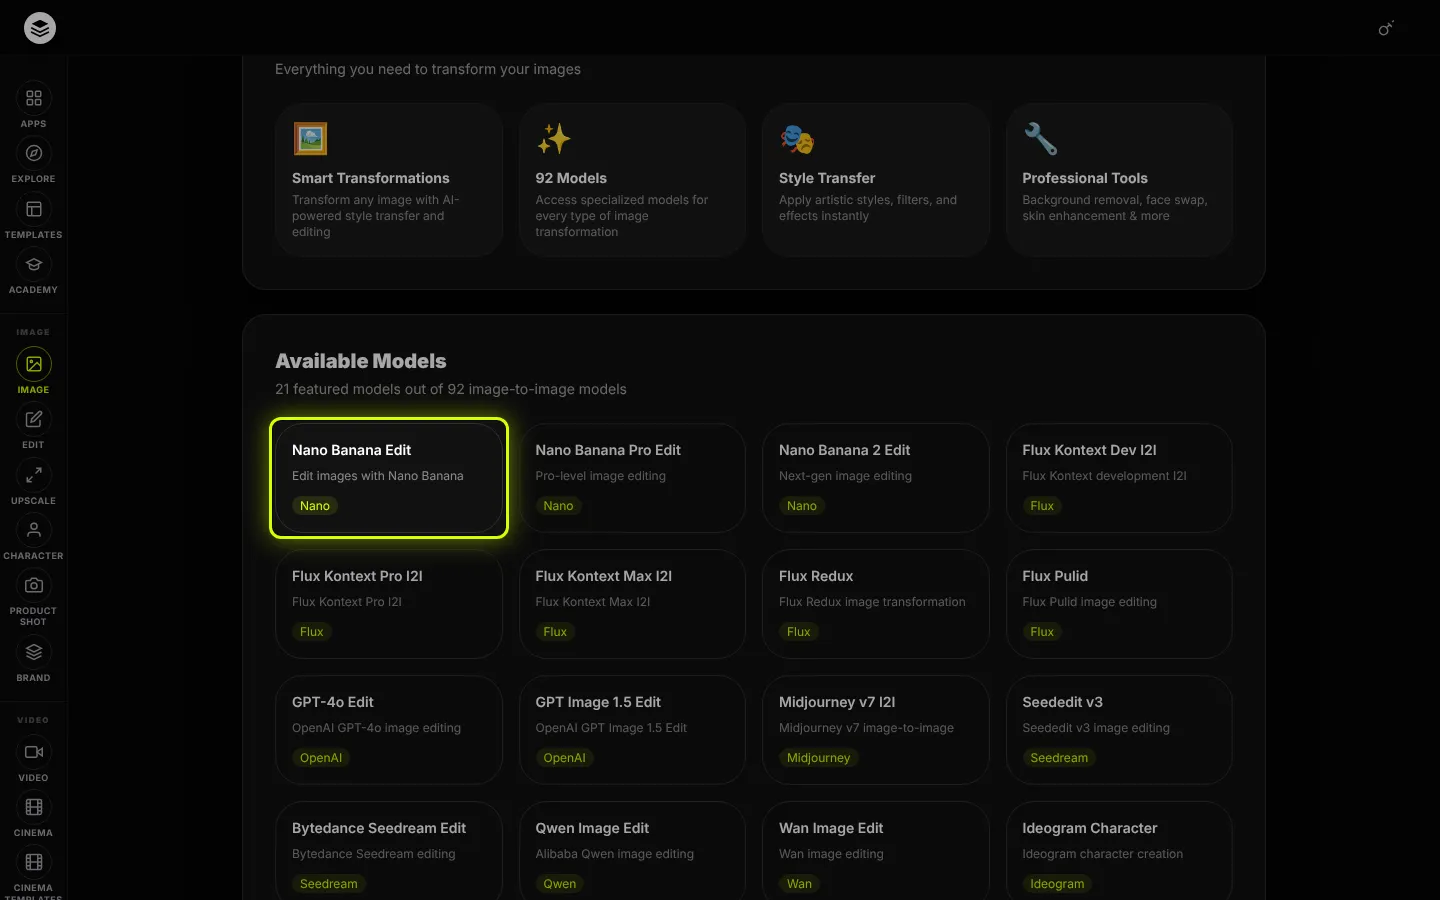 Everything you need to transform your images
Smart Transformations
Transform any image with AI-
powered style transfer and
editing
92 Models
Access specialized models for
every type of image
transformation
Style Transfer
Apply artistic styles, filters, and
effects instantly
Professional Tools
Background removal, face swap,
skin enhancement & more
APPS
EXPLORE
TEMPLATES
ACADEMY
IMAGE
IMAGE
EDIT
UPSCALE
CHARACTER
PRODUCT
SHOT
BRAND
VIDEO
VIDEO
CINEMA
CINEMA
TEMPLATES
Available Models
21 featured models out of 92 image-to-image models
Nano Banana Edit
Edit images with Nano Banana
Nano
Nano Banana Pro Edit
Pro-level image editing
Nano
Nano Banana 2 Edit
Next-gen image editing
Nano
Flux Kontext Dev I2I
Flux Kontext development I2I
Flux
Flux Kontext Pro I2I
Flux Kontext Pro I2I
Flux
Flux Kontext Max I2I
Flux Kontext Max I2I
Flux
Flux Redux
Flux Redux image transformation
Flux
Flux Pulid
Flux Pulid image editing
Flux
GPT-4o Edit
OpenAI GPT-4o image editing
OpenAI
GPT Image 1.5 Edit
OpenAI GPT Image 1.5 Edit
OpenAI
Midjourney v7 I2I
Midjourney v7 image-to-image
Midjourney
Seededit v3
Seededit v3 image editing
Seedream
Bytedance Seedream Edit
Bytedance Seedream editing
Seedream
Qwen Image Edit
Alibaba Qwen image editing
Qwen
Wan Image Edit
Wan image editing
Wan
Ideogram Character
Ideogram character creation
Ideogram